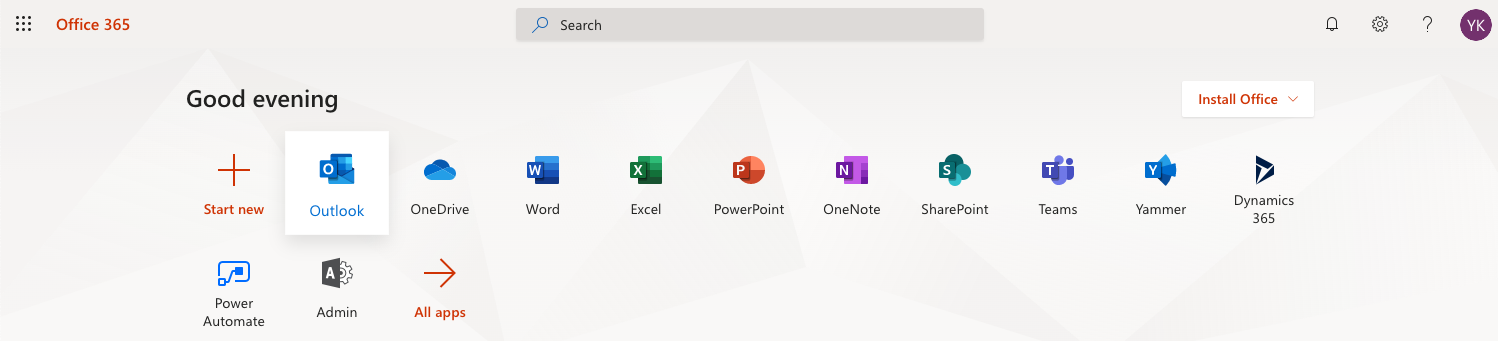 Office 365
Search
YK
Good evening
Install Office
Start new
Outlook
OneDrive
Word
Excel
PowerPoint
OneNote
SharePoint
Teams
Yammer
Dynamics
365
Power
Automate
Admin
All apps